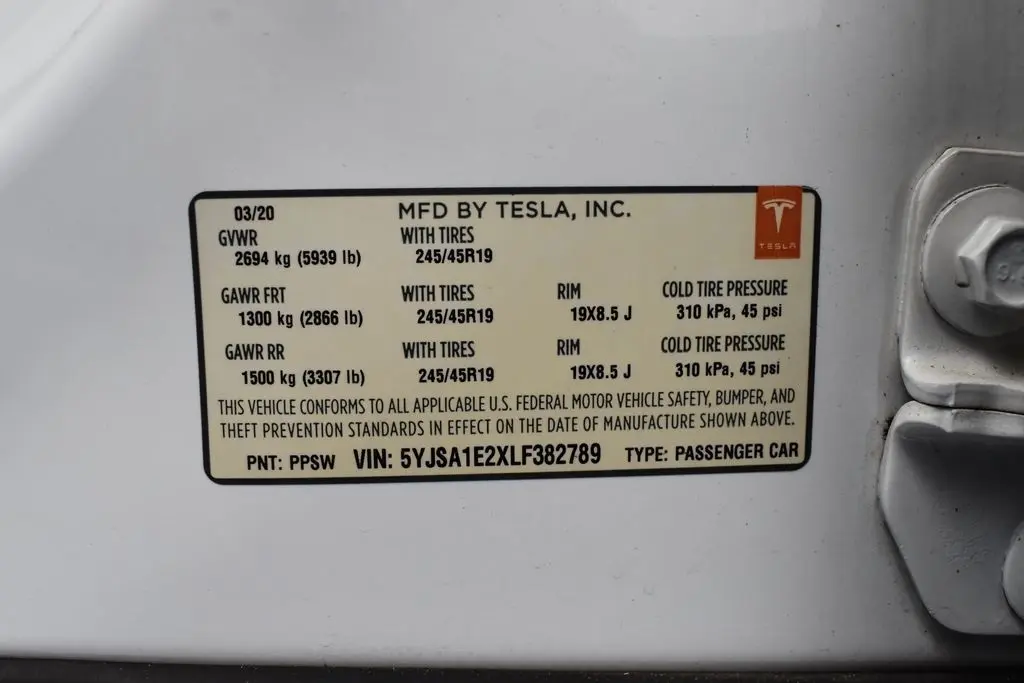 03/20 MFD BY TESLA, INC.
TESLA
GVWR WITH TIRES
2694 kg (5939 lb) 245/45R19
GAWR FRT WITH TIRES RIM COLD TIRE PRESSURE
1300 kg (2866 lb) 245/45R19 19X8.5 J 310 kPa, 45 psi
GAWR RR WITH TIRES RIM COLD TIRE PRESSURE
1500 kg (3307 lb) 245/45R19 19X8.5 J 310 kPa, 45 psi
THIS VEHICLE CONFORMS TO ALL APPLICABLE U.S. FEDERAL MOTOR VEHICLE SAFETY, BUMPER, AND
THEFT PREVENTION STANDARDS IN EFFECT ON THE DATE OF MANUFACTURE SHOWN ABOVE.
PNT: PPSW VIN: 5YJSA1E2XLF382789 TYPE: PASSENGER CAR